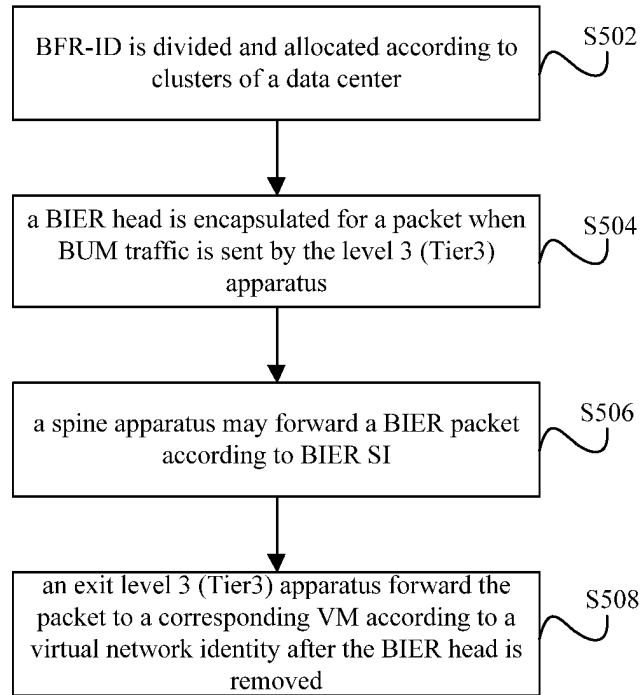 BFR-ID is divided and allocated according to
clusters of a data center
S502
a BIER head is encapsulated for a packet when
BUM traffic is sent by the level 3 (Tier3)
apparatus
S504
a spine apparatus may forward a BIER packet
according to BIER SI
S506
an exit level 3 (Tier3) apparatus forward the
packet to a corresponding VM according to a
virtual network identity after the BIER head is
removed
S508